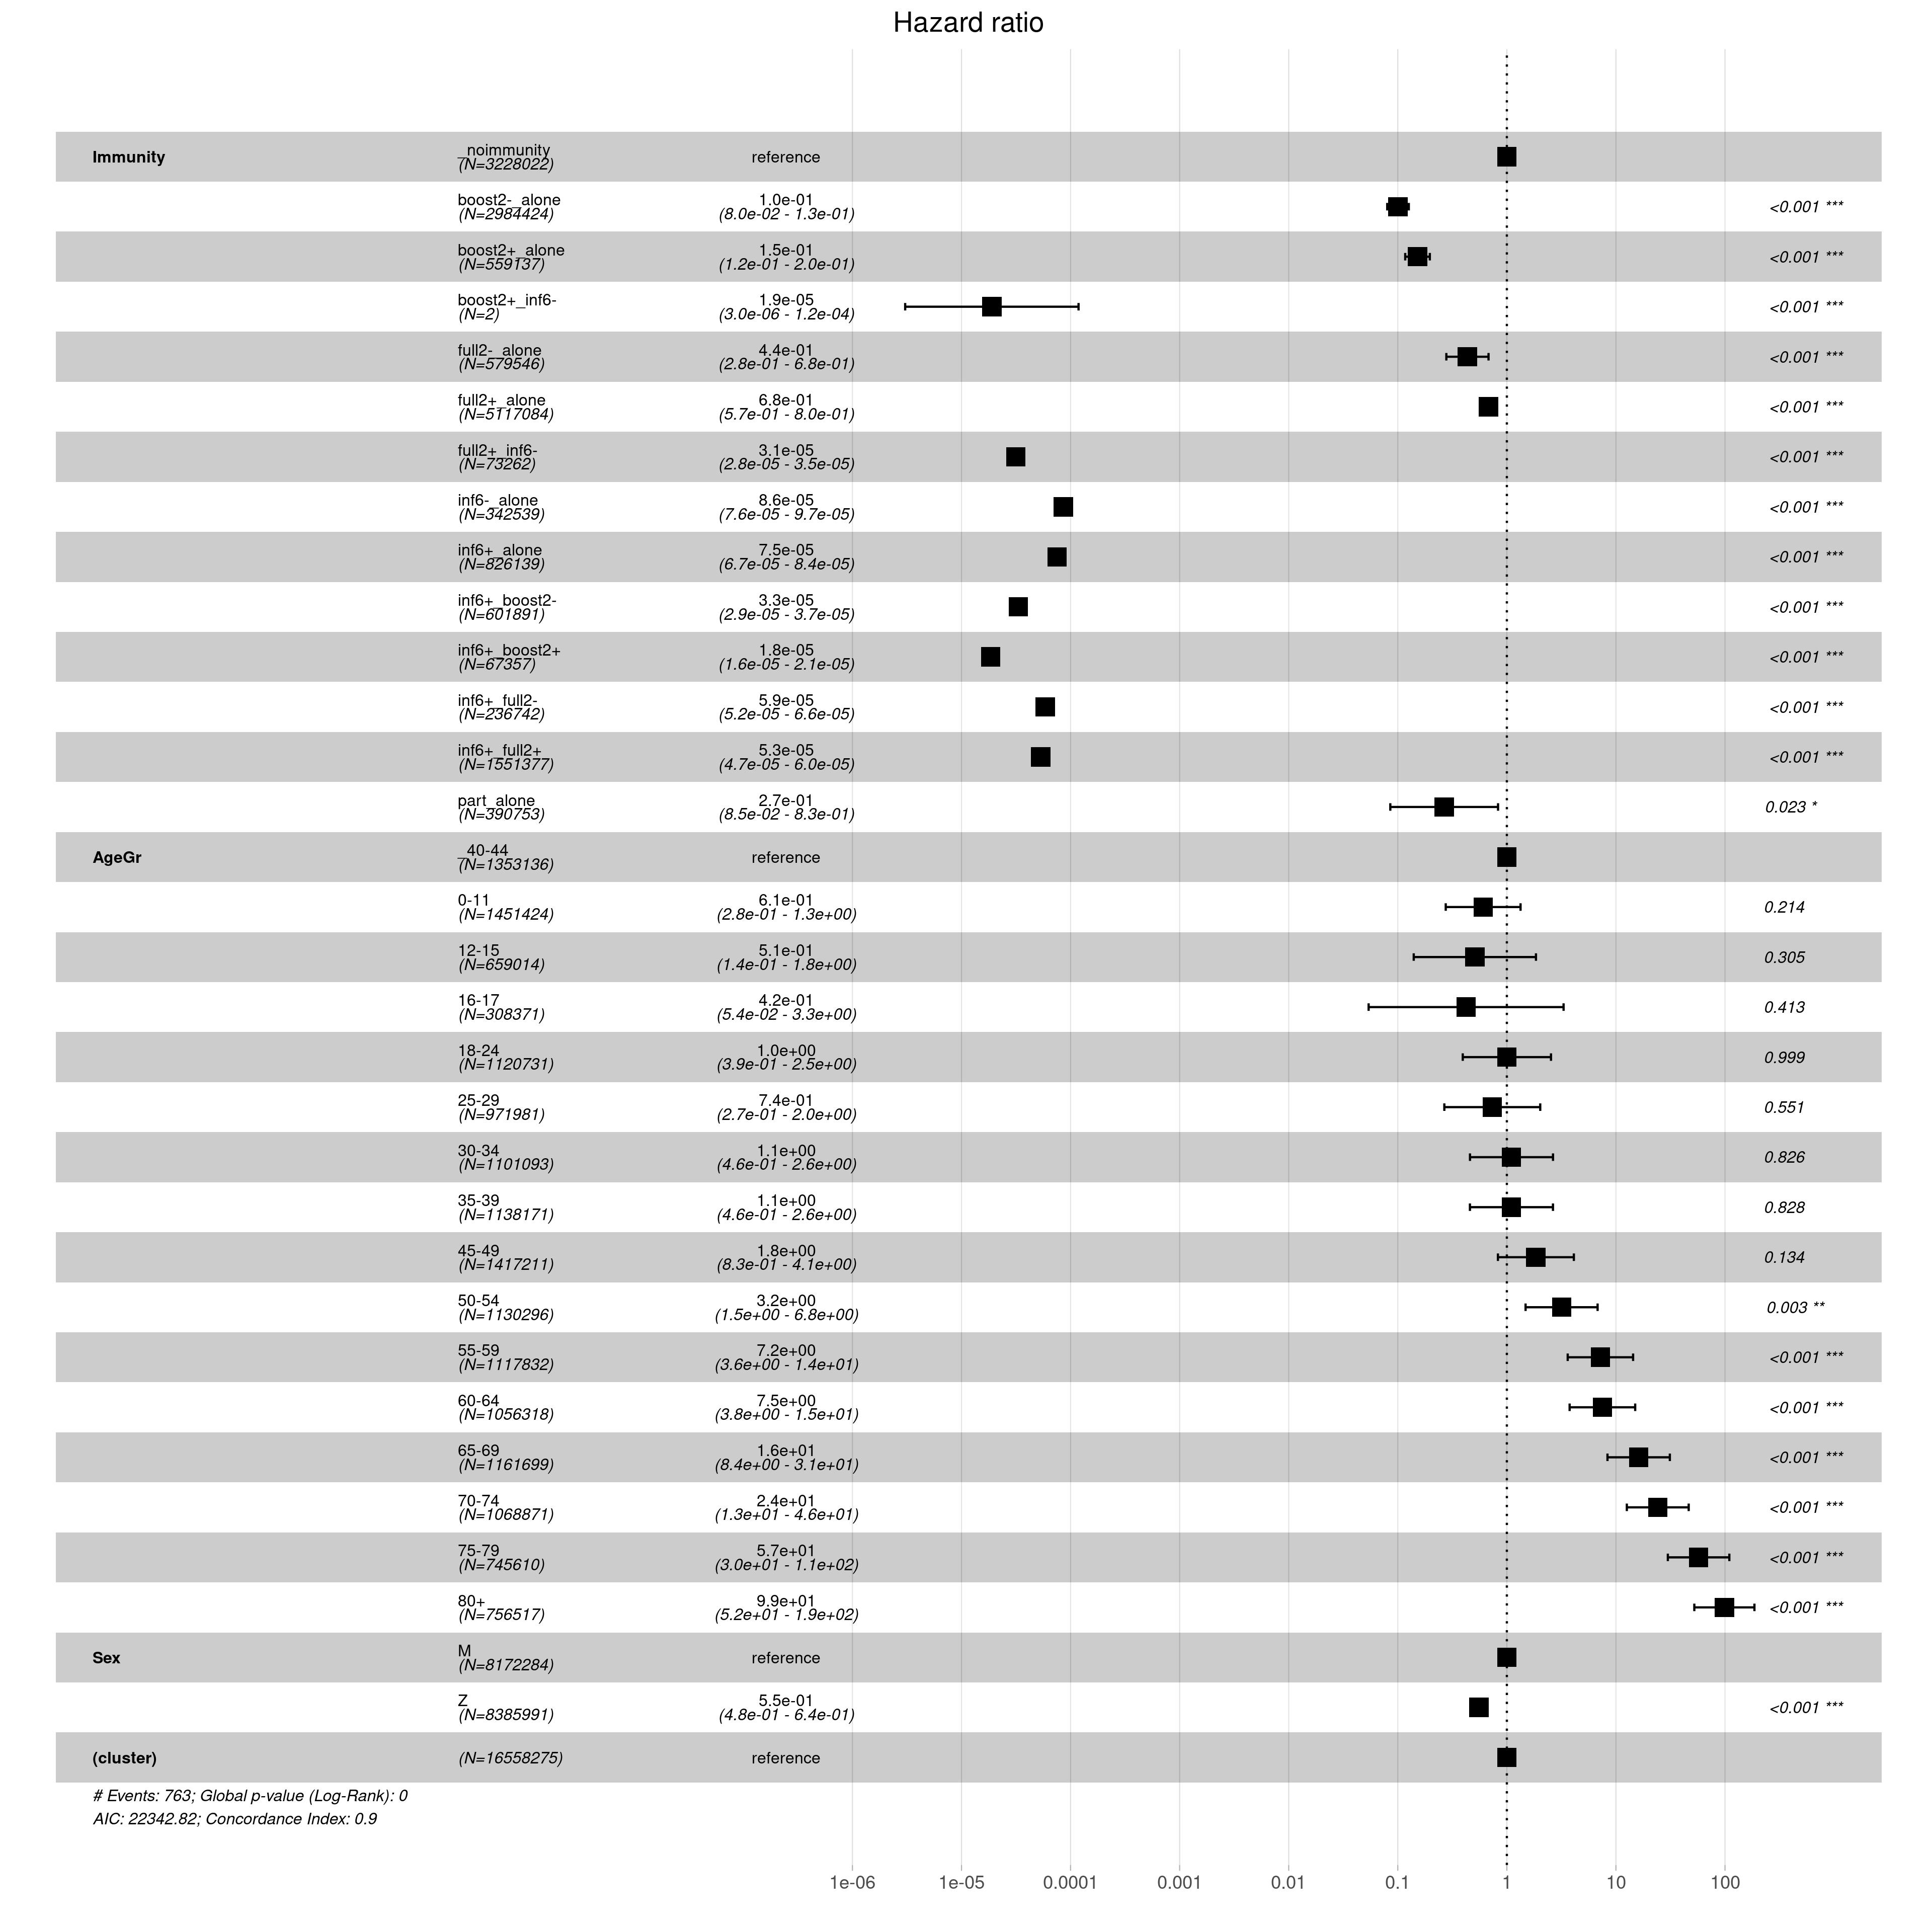 Hazard ratio
Immunity _noimmunity reference
(N=3228022)
boost2-_alone 1.0e-01 <0.001 ***
(N=2984424) (8.0e-02 - 1.3e-01)
boost2+_alone 1.5e-01 <0.001 ***
(N=559137) (1.2e-01 - 2.0e-01)
boost2+_inf6- 1.9e-05 <0.001 ***
(N=2) (3.0e-06 - 1.2e-04)
full2-_alone 4.4e-01 <0.001 ***
(N=579546) (2.8e-01 - 6.8e-01)
full2+_alone 6.8e-01 <0.001 ***
(N=5117084) (5.7e-01 - 8.0e-01)
full2+_inf6- 3.1e-05 <0.001 ***
(N=73262) (2.8e-05 - 3.5e-05)
inf6-_alone 8.6e-05 <0.001 ***
(N=342539) (7.6e-05 - 9.7e-05)
inf6+_alone 7.5e-05 <0.001 ***
(N=826139) (6.7e-05 - 8.4e-05)
inf6+_boost2- 3.3e-05 <0.001 ***
(N=601891) (2.9e-05 - 3.7e-05)
inf6+_boost2+ 1.8e-05 <0.001 ***
(N=67357) (1.6e-05 - 2.1e-05)
inf6+_full2- 5.9e-05 <0.001 ***
(N=236742) (5.2e-05 - 6.6e-05)
inf6+_full2+ 5.3e-05 <0.001 ***
(N=1551377) (4.7e-05 - 6.0e-05)
part_alone 2.7e-01 0.023 *
(N=390753) (8.5e-02 - 8.3e-01)
AgeGr _40-44 reference
(N=1353136)
0-11 6.1e-01 0.214
(N=1451424) (2.8e-01 - 1.3e+00)
12-15 5.1e-01 0.305
(N=659014) (1.4e-01 - 1.8e+00)
16-17 4.2e-01 0.413
(N=308371) (5.4e-02 - 3.3e+00)
18-24 1.0e+00 0.999
(N=1120731) (3.9e-01 - 2.5e+00)
25-29 7.4e-01 0.551
(N=971981) (2.7e-01 - 2.0e+00)
30-34 1.1e+00 0.826
(N=1101093) (4.6e-01 - 2.6e+00)
35-39 1.1e+00 0.828
(N=1138171) (4.6e-01 - 2.6e+00)
45-49 1.8e+00 0.134
(N=1417211) (8.3e-01 - 4.1e+00)
50-54 3.2e+00 0.003 **
(N=1130296) (1.5e+00 - 6.8e+00)
55-59 7.2e+00 <0.001 ***
(N=1117832) (3.6e+00 - 1.4e+01)
60-64 7.5e+00 <0.001 ***
(N=1056318) (3.8e+00 - 1.5e+01)
65-69 1.6e+01 <0.001 ***
(N=1161699) (8.4e+00 - 3.1e+01)
70-74 2.4e+01 <0.001 ***
(N=1068871) (1.3e+01 - 4.6e+01)
75-79 5.7e+01 <0.001 ***
(N=745610) (3.0e+01 - 1.1e+02)
80+ 9.9e+01 <0.001 ***
(N=756517) (5.2e+01 - 1.9e+02)
Sex M reference
(N=8172284)
Z 5.5e-01 <0.001 ***
(N=8385991) (4.8e-01 - 6.4e-01)
(cluster) (N=16558275) reference
# Events: 763; Global p-value (Log-Rank): 0
AIC: 22342.82; Concordance Index: 0.9
1e-06 1e-05 0.0001 0.001 0.01 0.1 1 10 100